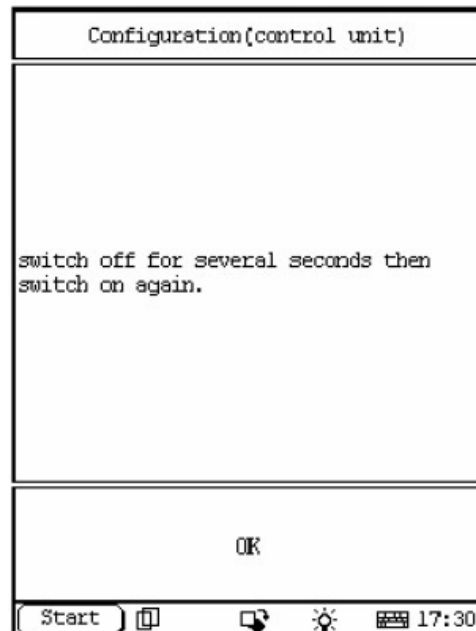 Configuration(control unit)
switch off for several seconds then
switch on again.
OK
Start 17:30